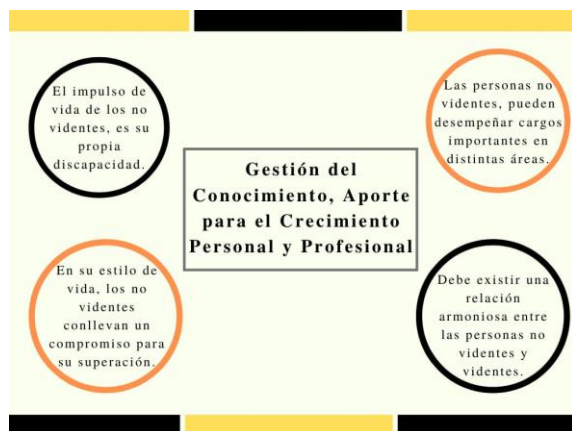 El impulso de
vida de los no
videntes, es su
propia
discapacidad.
Las personas no
videntes, pueden
desempeñar cargos
importantes en
distintas áreas.
Gestión del
Conocimiento, Aporte
para el Crecimiento
Personal y Profesional
En su estilo de
vida, los no
videntes
conllevan un
compromiso para
su superación.
Debe existir una
relación
armoniosa entre
las personas no
videntes y
videntes.